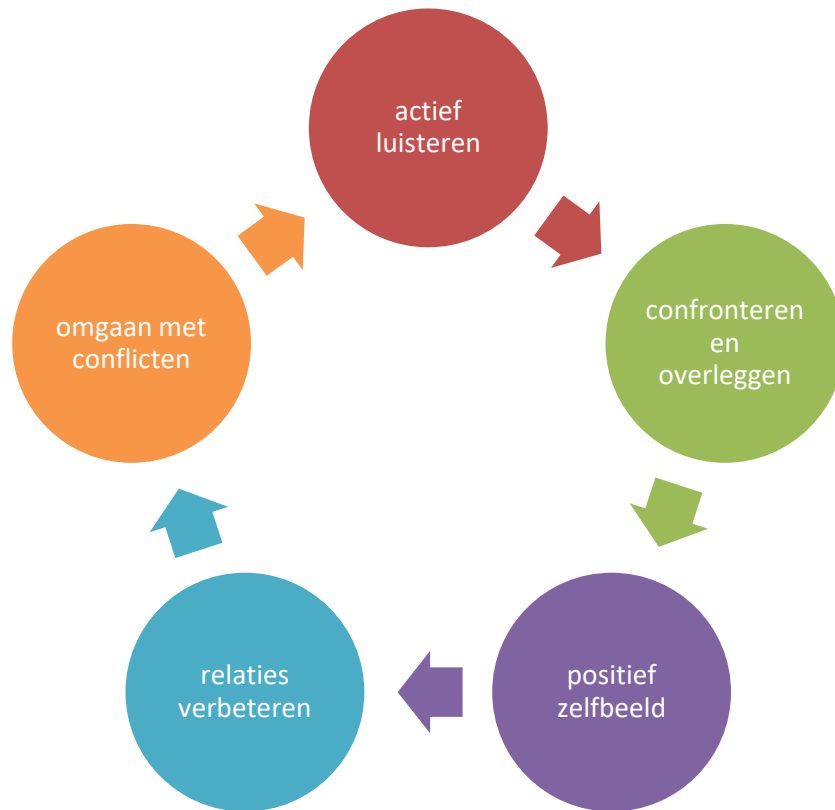 actief
luisteren
confronteren
en
overleggen
positief
zelfbeeld
relaties
verbeteren
omgaan met
conflicten